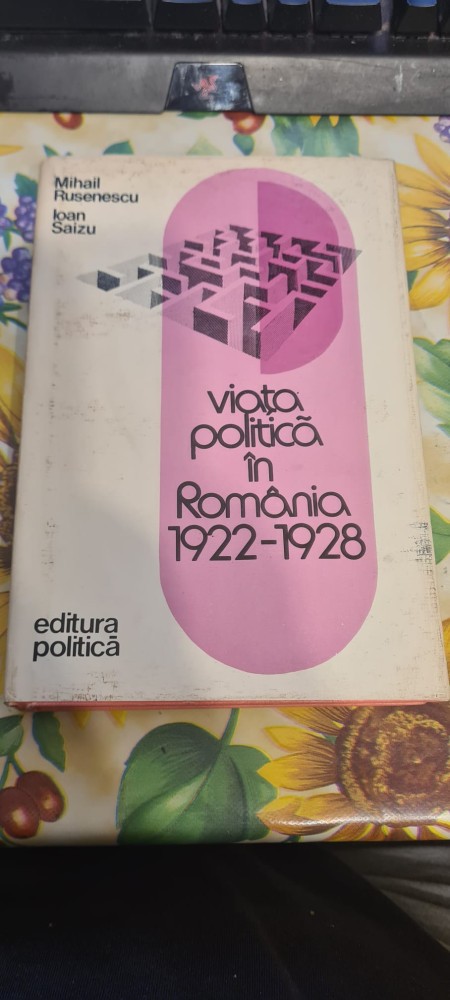 Mihail
Rusenescu
Ioan
Saizu
viața
politică
în
România
1922-1928
editura
politică